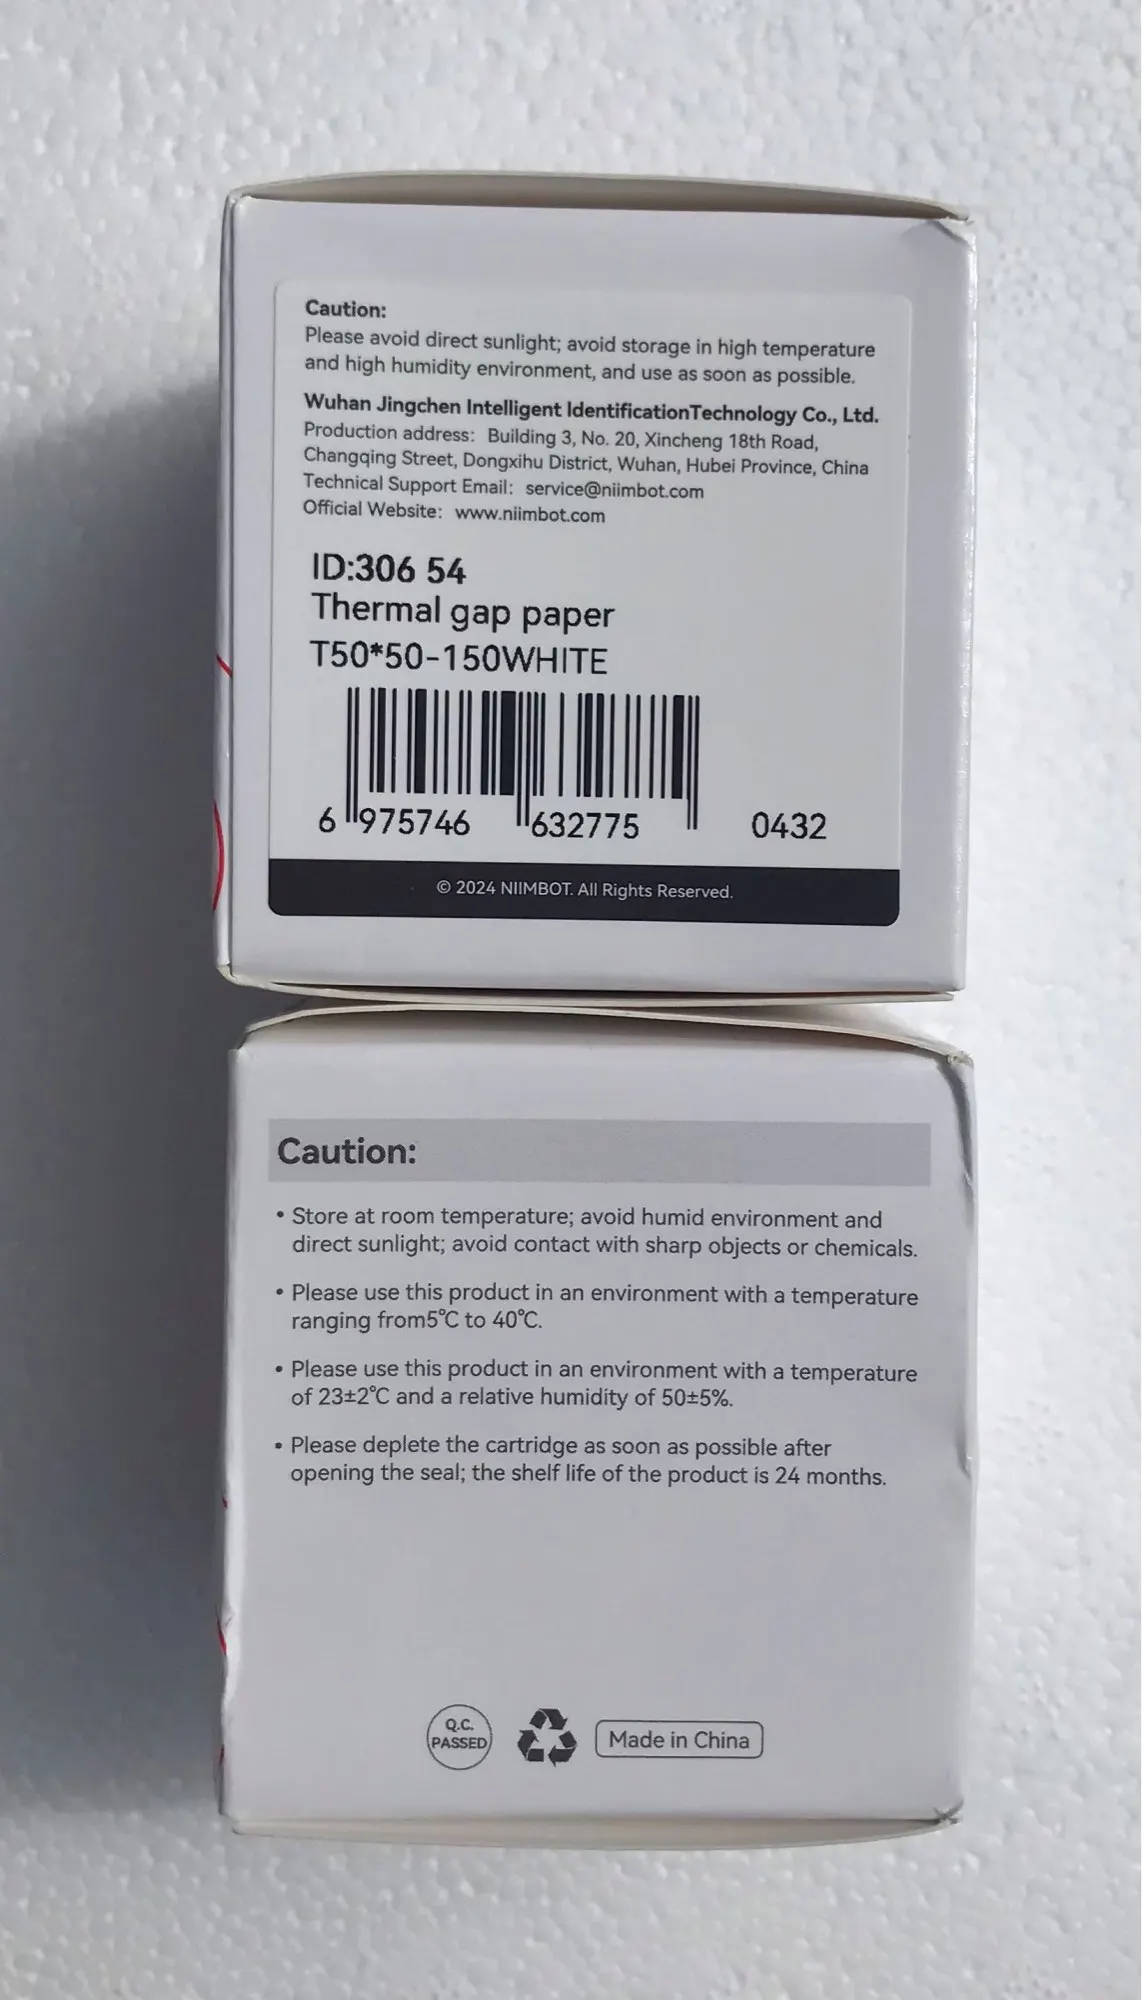 Caution:
Please avoid direct sunlight; avoid storage in high temperature
and high humidity environment, and use as soon as possible.
Wuhan Jingchen Intelligent IdentificationTechnology Co., Ltd.
Production address: Building 3, No. 20, Xincheng 18th Road,
Changqing Street, Dongxihu District, Wuhan, Hubei Province, China
Technical Support Email: service@niimbot.com
Official Website: www.niimbot.com
ID:306 54
Thermal gap paper
T50*50-150WHITE
6 975746 632775 0432
© 2024 NIIMBOT. All Rights Reserved.
Caution:
• Store at room temperature; avoid humid environment and
direct sunlight; avoid contact with sharp objects or chemicals.
• Please use this product in an environment with a temperature
ranging from5℃ to 40℃.
• Please use this product in an environment with a temperature
of 23±2℃ and a relative humidity of 50±5%.
• Please deplete the cartridge as soon as possible after
opening the seal; the shelf life of the product is 24 months.
Q.C.
PASSED
Made in China